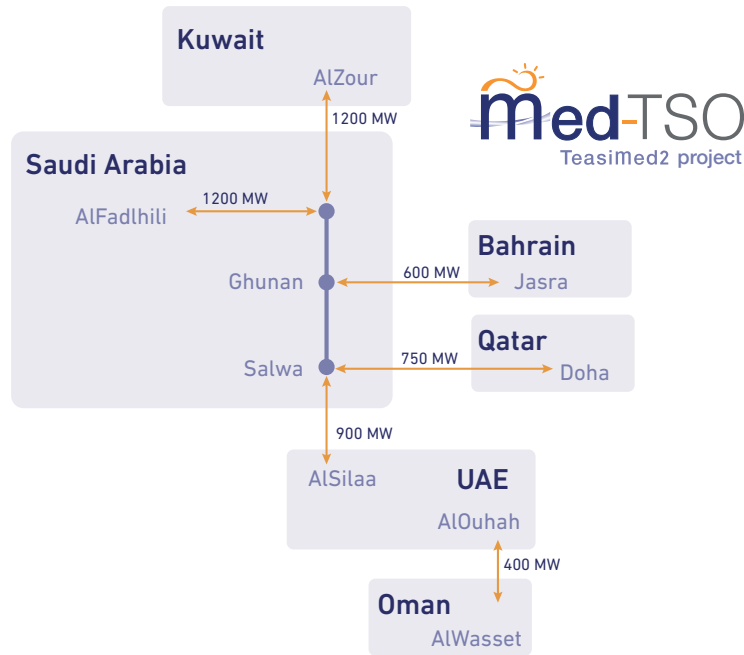 Kuwait
AlZour
1200 MW
med-TSO
TeasiMed2 project
Saudi Arabia
1200 MW
AlFadlhili
Bahrain
Ghunan
600 MW
Jasra
Qatar
750 MW
Salwa
Doha
900 MW
AlSilaa
UAE
AlOuhah
400 MW
Oman
AlWasset